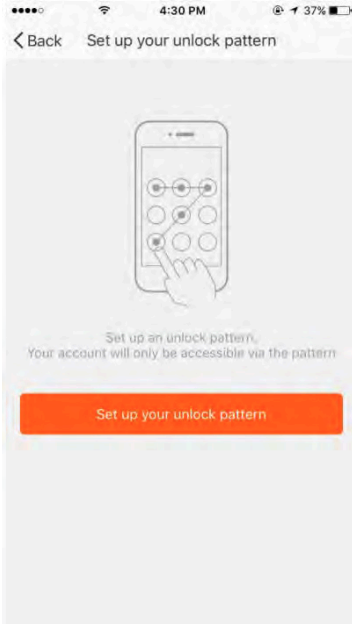 4:30 PM
37%
Back
Set up your unlock pattern
Set up an unlock pattern,
Your account will only be accessible via the pattern
Set up your unlock pattern